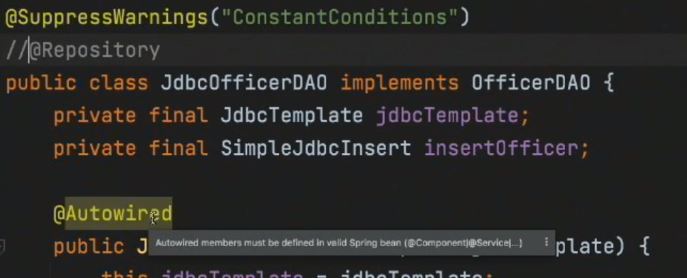 @SuppressWarnings("ConstantConditions")
//@Repository
public class JdbcOfficerDAO implements OfficerDAO {
private final JdbcTemplate jdbcTemplate;
private final SimpleJdbcInsert insertOfficer;
@Autowired
Autowired members must be defined in valid Spring bean (@Component|@Service|...)
public J plate) {
this.jdbcTemplate = jdbcTemplate;